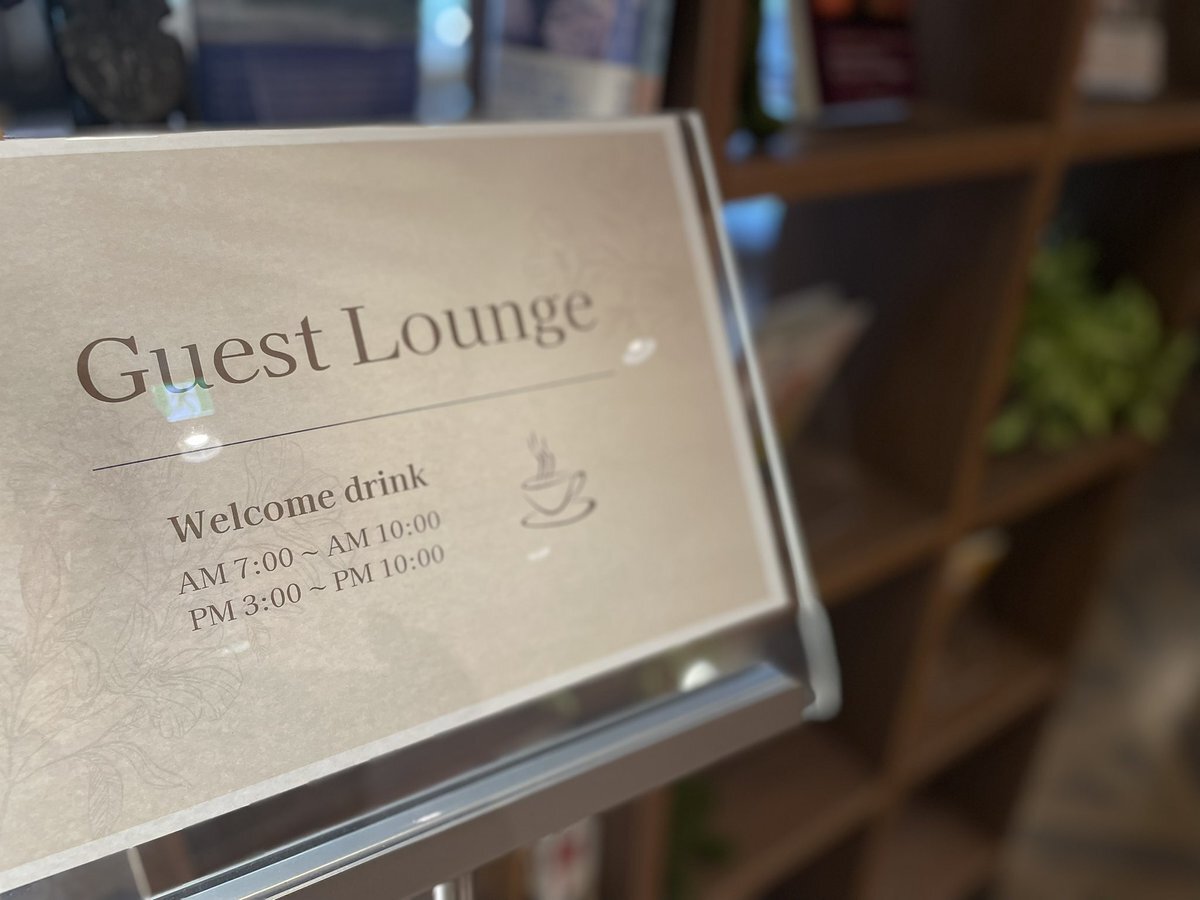 Guest Lounge
Welcome drink
AM 7:00 ~ AM 10:00
PM 3:00 ~ PM 10:00